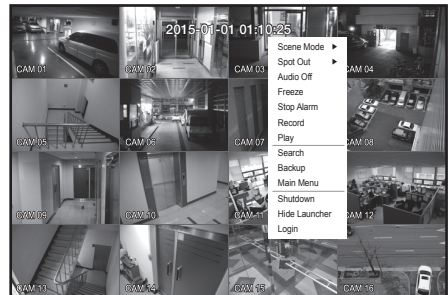 2015-01-01 01:10:25
CAM 01
CAM 02
CAM 03
CAM 04
Scene Mode ▶
Spot Out ▶
Audio Off
Freeze
Stop Alarm
Record
Play
Search
Backup
Main Menu
Shutdown
Hide Launcher
Login
CAM 05
CAM 06
CAM 07
CAM 08
CAM 09
CAM 10
CAM 11
CAM 12
CAM 13
CAM 14
CAM 15
CAM 16